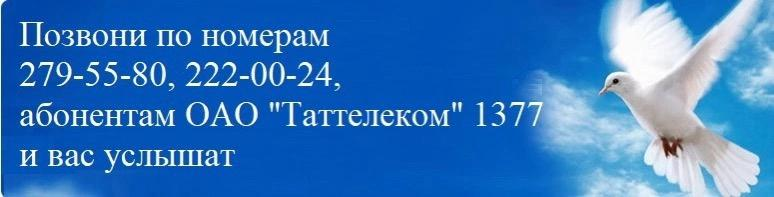 Позвони по номерам
279-55-80, 222-00-24,
абонентам ОАО "Таттелеком" 1377
и вас услышат